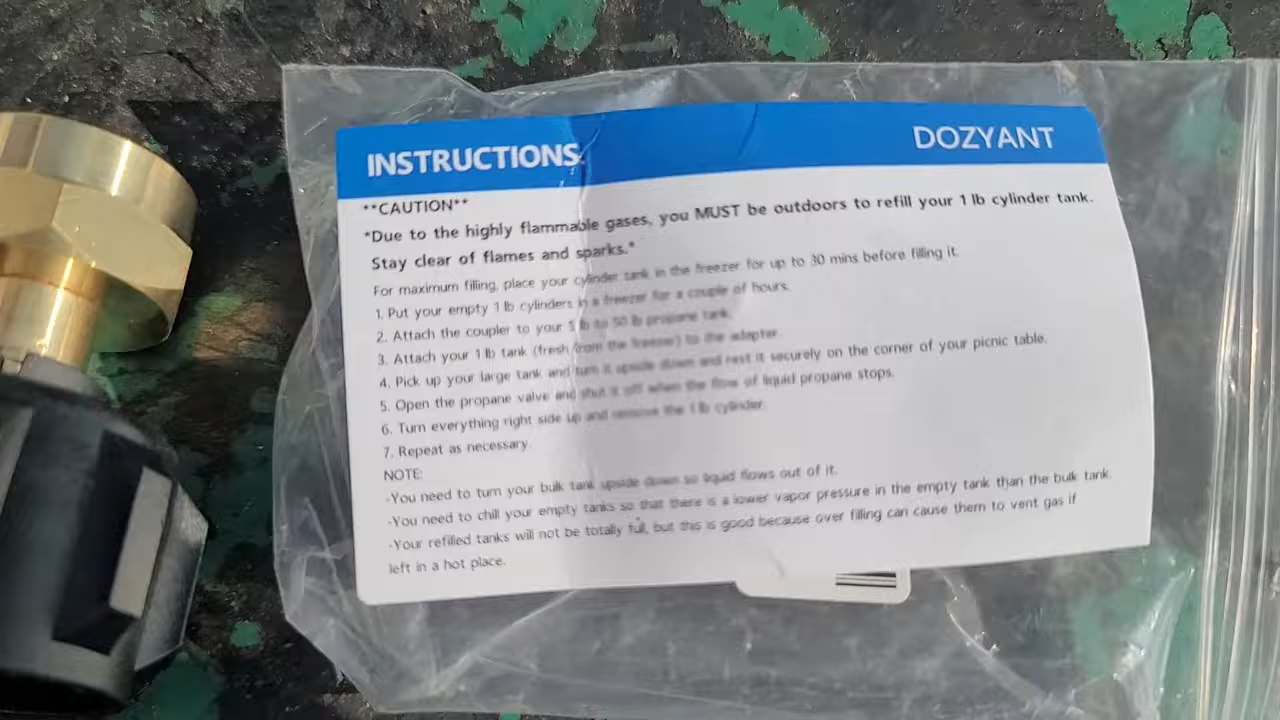 INSTRUCTIONS
DOZYANT
**CAUTION**
*Due to the highly flammable gases, you MUST be outdoors to refill your 1 lb cylinder tank.
Stay clear of flames and sparks.*
For maximum filling, place your cylinder tank in the freezer for up to 30 mins before filling it.
1. Put your empty 1 lb cylinders in a freezer for a couple of hours.
2. Attach the coupler to your 5 lb to 50 lb propane tank.
3. Attach your 1 lb tank (fresh from the freezer) to the adapter.
4. Pick up your large tank and turn it upside down and rest it securely on the corner of your picnic table.
5. Open the propane valve and shut it off when the flow of liquid propane stops.
6. Turn everything right side up and remove the 1 lb cylinder.
7. Repeat as necessary.
NOTE:
-You need to turn your bulk tank upside down so liquid flows out of it.
-You need to chill your empty tanks so that there is a lower vapor pressure in the empty tank than the bulk tank.
-Your refilled tanks will not be totally full, but this is good because over filling can cause them to vent gas if
left in a hot place.